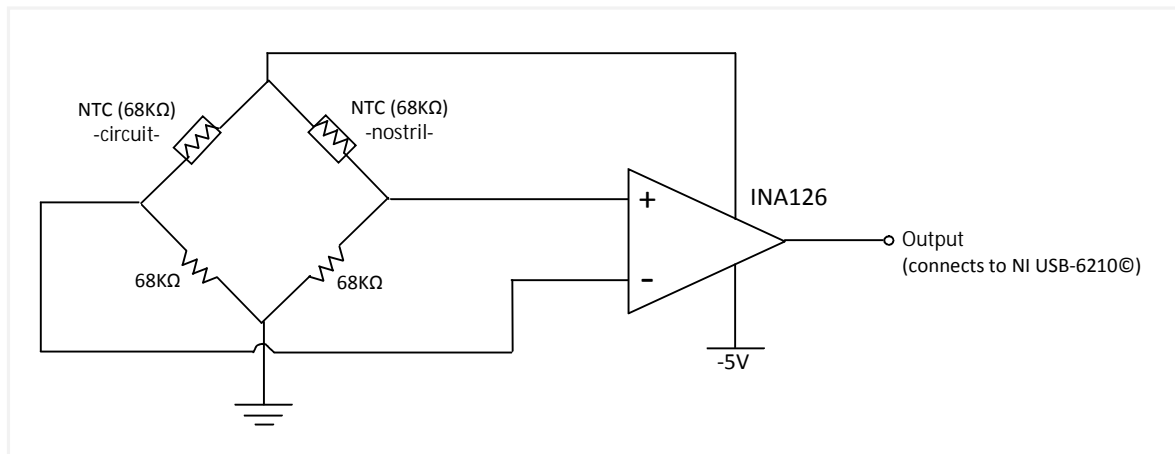 NTC (68KΩ)
-circuit-
NTC (68KΩ)
-nostril-
68KΩ
68KΩ
+
-
INA126
Output
(connects to NI USB-6210©)
-5V